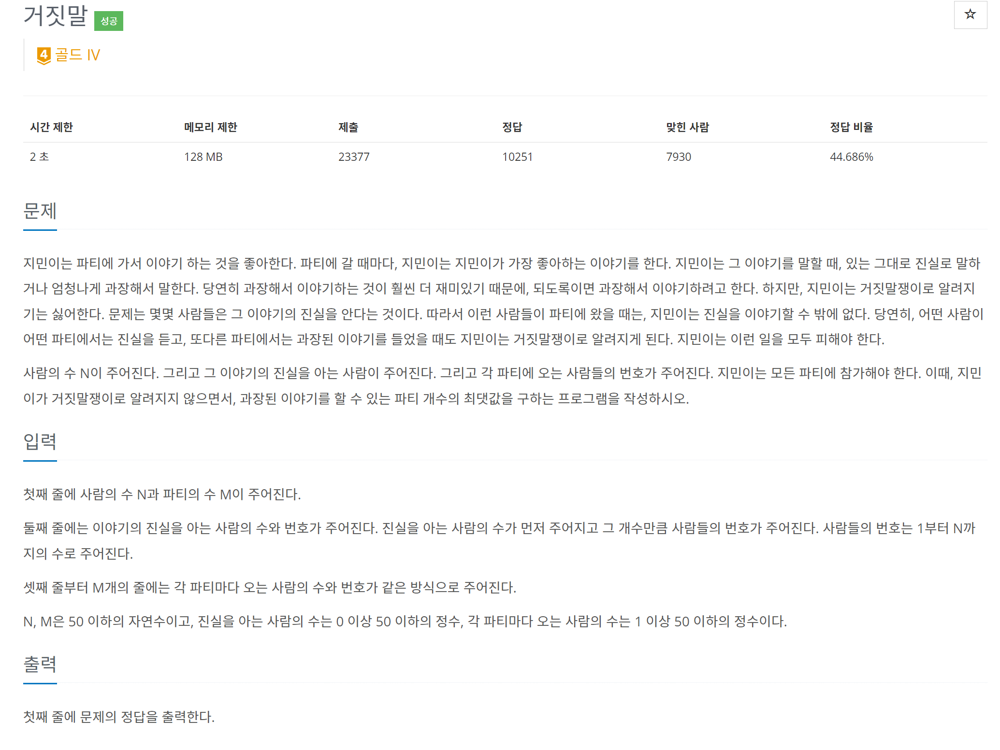 거짓말 성공
☆
4 골드 IV
시간 제한 메모리 제한 제출 정답 맞힌 사람 정답 비율
2 초 128 MB 23377 10251 7930 44.686%
문제
지민이는 파티에 가서 이야기 하는 것을 좋아한다. 파티에 갈 때마다, 지민이는 지민이가 가장 좋아하는 이야기를 한다. 지민이는 그 이야기를 말할 때, 있는 그대로 진실로 말하
거나 엄청나게 과장해서 말한다. 당연히 과장해서 이야기하는 것이 훨씬 더 재미있기 때문에, 되도록이면 과장해서 이야기하려고 한다. 하지만, 지민이는 거짓말쟁이로 알려지
기는 싫어한다. 문제는 몇몇 사람들은 그 이야기의 진실을 안다는 것이다. 따라서 이런 사람들이 파티에 왔을 때는, 지민이는 진실을 이야기할 수 밖에 없다. 당연히, 어떤 사람이
어떤 파티에서는 진실을 듣고, 또다른 파티에서는 과장된 이야기를 들었을 때도 지민이는 거짓말쟁이로 알려지게 된다. 지민이는 이런 일을 모두 피해야 한다.
사람의 수 N이 주어진다. 그리고 그 이야기의 진실을 아는 사람이 주어진다. 그리고 각 파티에 오는 사람들의 번호가 주어진다. 지민이는 모든 파티에 참가해야 한다. 이때, 지민
이가 거짓말쟁이로 알려지지 않으면서, 과장된 이야기를 할 수 있는 파티 개수의 최댓값을 구하는 프로그램을 작성하시오.
입력
첫째 줄에 사람의 수 N과 파티의 수 M이 주어진다.
둘째 줄에는 이야기의 진실을 아는 사람의 수와 번호가 주어진다. 진실을 아는 사람의 수가 먼저 주어지고 그 개수만큼 사람들의 번호가 주어진다. 사람들의 번호는 1부터 N까
지의 수로 주어진다.
셋째 줄부터 M개의 줄에는 각 파티마다 오는 사람의 수와 번호가 같은 방식으로 주어진다.
N, M은 50 이하의 자연수이고, 진실을 아는 사람의 수는 0 이상 50 이하의 정수, 각 파티마다 오는 사람의 수는 1 이상 50 이하의 정수이다.
출력
첫째 줄에 문제의 정답을 출력한다.